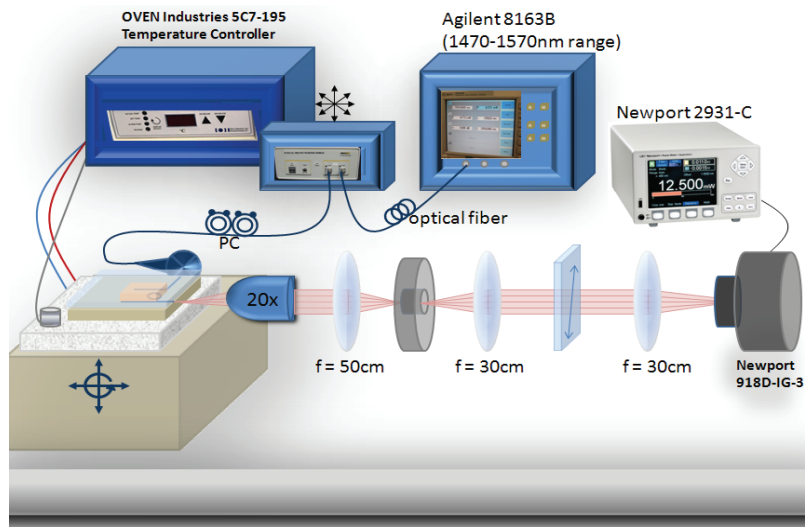 OVEN Industries 5C7-195
Temperature Controller
Agilent 8163B
(1470-1570nm range)
Newport 2931-C
°C
12.500mW
optical fiber
PC
20x
f = 50cm
f = 30cm
f = 30cm
Newport
918D-IG-3